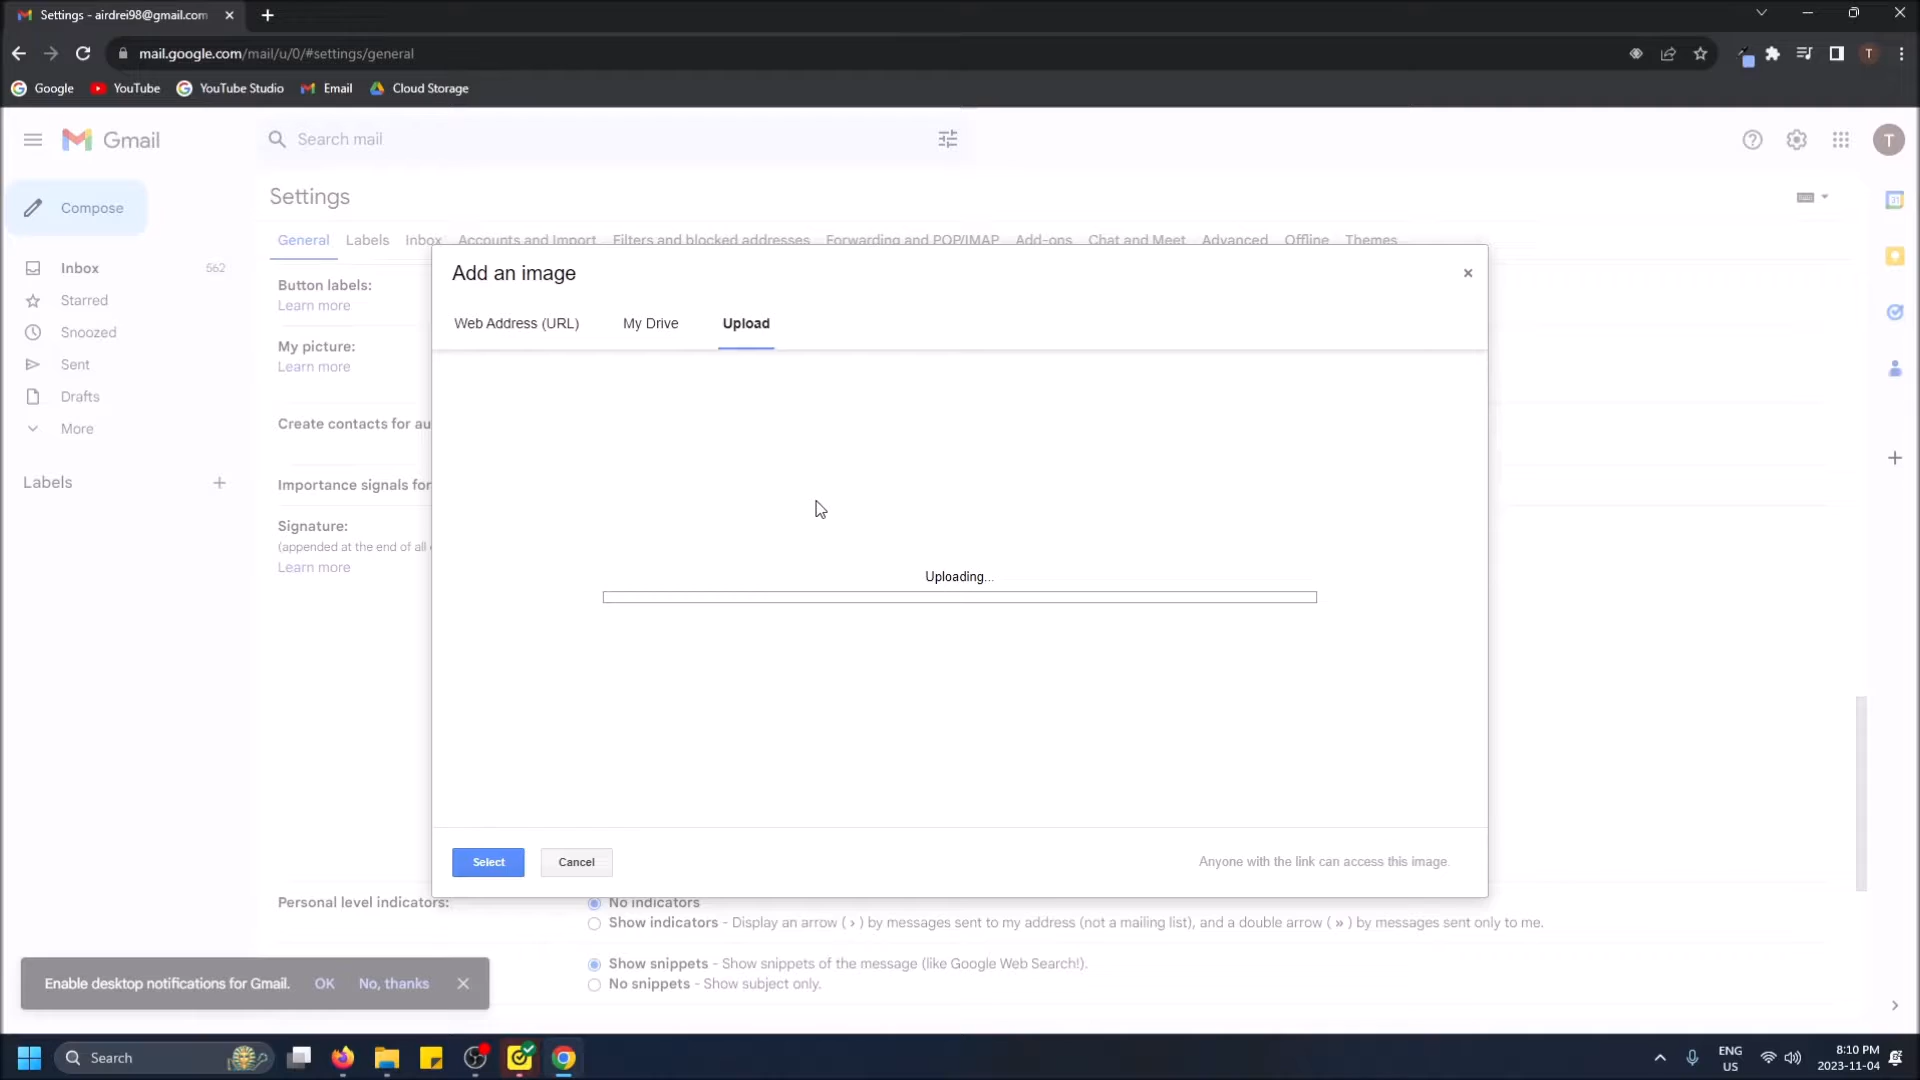 Settings - airdrei98@gmail.com
mail.google.com/mail/u/0/#settings/general
T
Google
YouTube
YouTube Studio
Email
Cloud Storage
Gmail
Search mail
T
Settings
Compose
General
Labels
Inbox
Accounts and Import
Filters and blocked addresses
Forwarding and POP/IMAP
Add-ons
Chat and Meet
Advanced
Offline
Themes
Inbox
562
Starred
Snoozed
Sent
Drafts
More
Labels
Button labels:
Learn more
My picture:
Learn more
Create contacts for au
Importance signals for
Signature:
(appended at the end of all
Learn more
Add an image
Web Address (URL)
My Drive
Upload
Uploading...
Select
Cancel
Anyone with the link can access this image.
Personal level indicators:
No indicators
Show indicators - Display an arrow ( › ) by messages sent to my address (not a mailing list), and a double arrow ( » ) by messages sent only to me.
Show snippets - Show snippets of the message (like Google Web Search!).
No snippets - Show subject only.
Enable desktop notifications for Gmail.
OK
No, thanks
Search
ENG
US
8:10 PM
2023-11-04